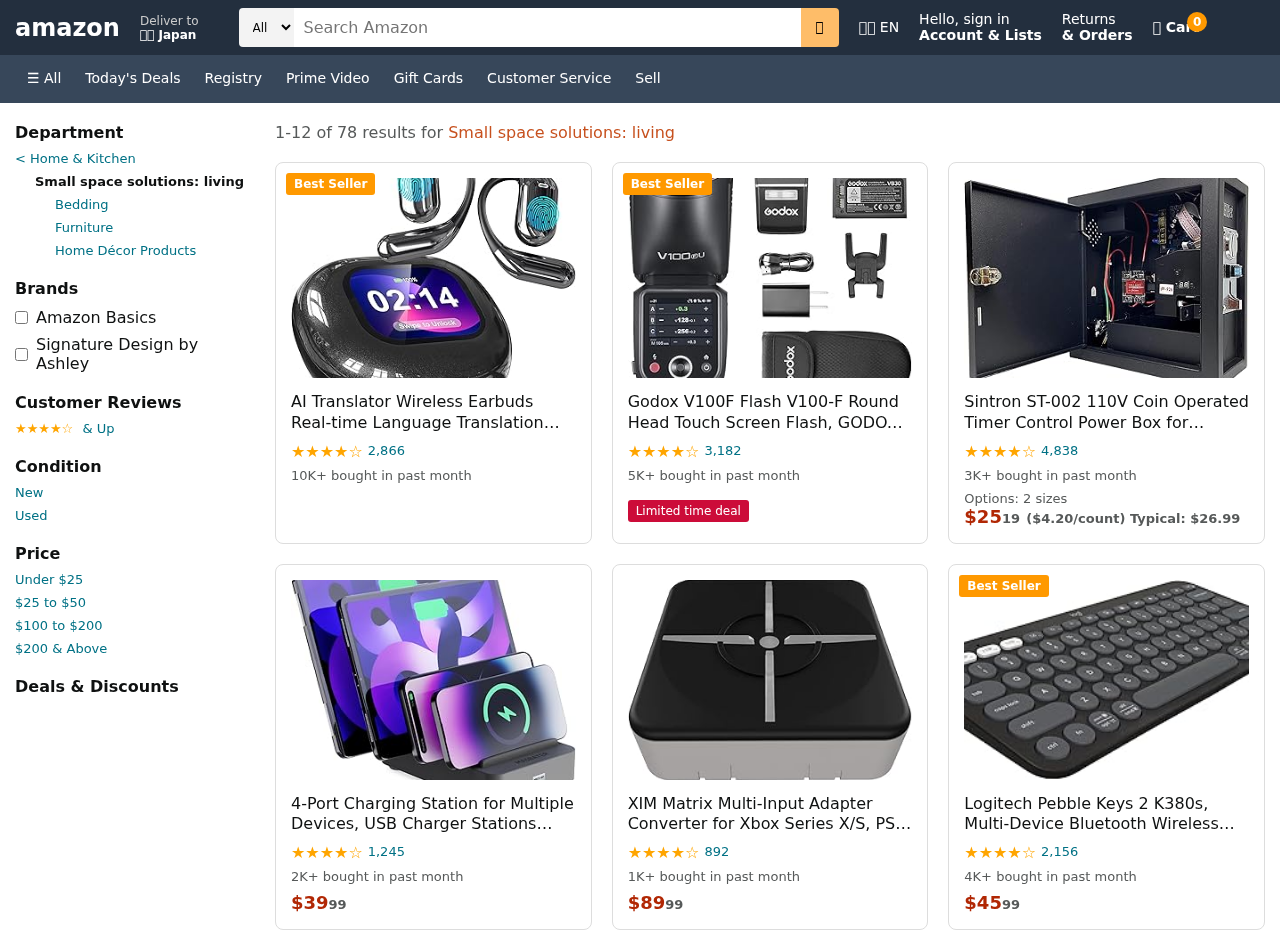 amazon
Deliver to
Japan
All
Search Amazon
EN
Hello, sign in
Account & Lists
Returns
& Orders
0
☰ All
Today's Deals
Registry
Prime Video
Gift Cards
Customer Service
Sell
Department
< Home & Kitchen
Small space solutions: living
Bedding
Furniture
Home Décor Products
Brands
Amazon Basics
Signature Design by
Ashley
Customer Reviews
★★★★☆ & Up
Condition
New
Used
Price
Under $25
$25 to $50
$100 to $200
$200 & Above
Deals & Discounts
1-12 of 78 results for Small space solutions: living
Best Seller
100%
02:14
Swipe to Unlock
AI Translator Wireless Earbuds
Real-time Language Translation…
★★★★☆ 2,866
10K+ bought in past month
Best Seller
Godox
godox
VB30
V100
Godox V100F Flash V100-F Round
Head Touch Screen Flash, GODO…
★★★★☆ 3,182
5K+ bought in past month
Limited time deal
Sintron ST-002 110V Coin Operated
Timer Control Power Box for…
★★★★☆ 4,838
3K+ bought in past month
Options: 2 sizes
$25 19 ($4.20/count) Typical: $26.99
4-Port Charging Station for Multiple
Devices, USB Charger Stations…
★★★★☆ 1,245
2K+ bought in past month
$39 99
XIM Matrix Multi-Input Adapter
Converter for Xbox Series X/S, PS…
★★★★☆ 892
1K+ bought in past month
$89 99
Best Seller
Logitech Pebble Keys 2 K380s,
Multi-Device Bluetooth Wireless…
★★★★☆ 2,156
4K+ bought in past month
$45 99